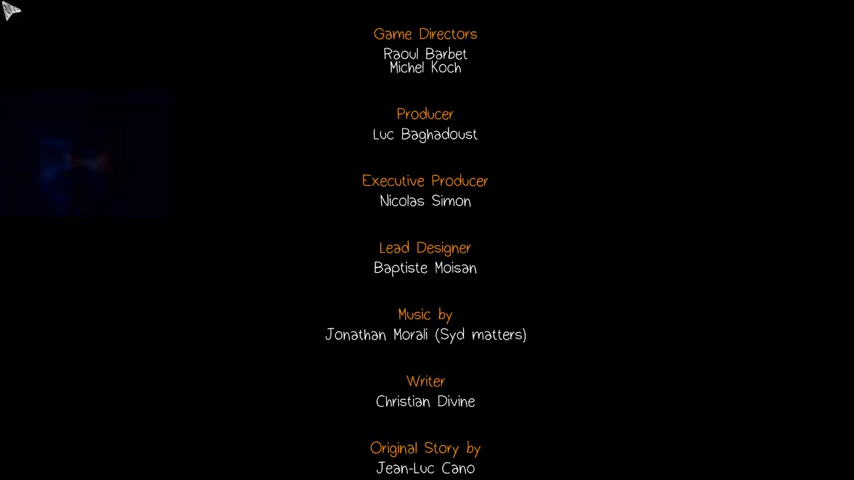 Game Directors
Raoul Barbet
Michel Koch
Producer
Luc Baghadoust
Executive Producer
Nicolas Simon
Lead Designer
Baptiste Moisan
Music by
Jonathan Morali (Syd matters)
Writer
Christian Divine
Original Story by
Jean-Luc Cano